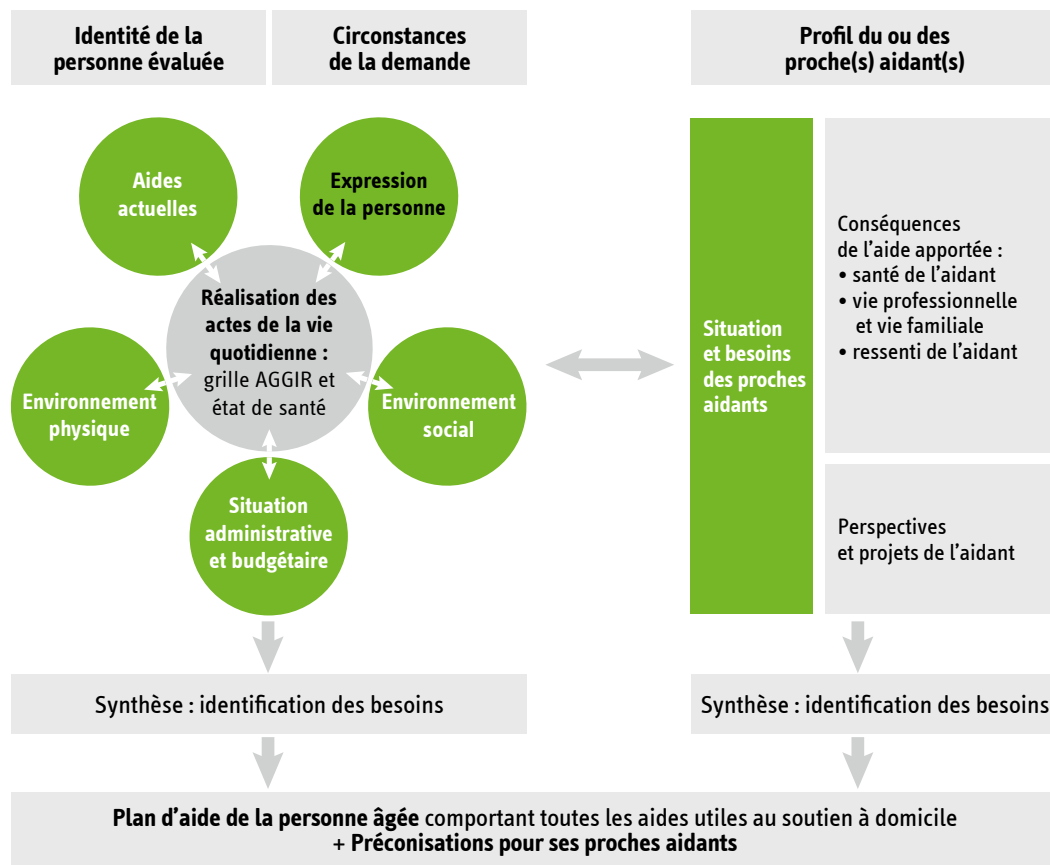 Identité de la
personne évaluée
Circonstances
de la demande
Profil du ou des
proche(s) aidant(s)
Aides
actuelles
Expression
de la personne
Réalisation des
actes de la vie
quotidienne :
grille AGGIR et
état de santé
Environnement
physique
Environnement
social
Situation
administrative
et budgétaire
Situation
et besoins
des proches
aidants
Conséquences
de l’aide apportée :
• santé de l’aidant
• vie professionnelle
et vie familiale
• ressenti de l’aidant
Perspectives
et projets de l’aidant
Synthèse : identification des besoins
Synthèse : identification des besoins
Plan d’aide de la personne âgée comportant toutes les aides utiles au soutien à domicile
+ Préconisations pour ses proches aidants